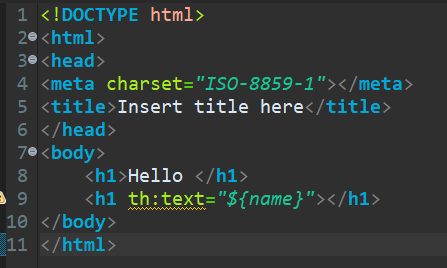 1 <!DOCTYPE html>
2 <html>
3 <head>
4 <meta charset="ISO-8859-1"></meta>
5 <title>Insert title here</title>
6 </head>
7 <body>
8     <h1>Hello </h1>
9     <h1 th:text="${name}"></h1>
10 </body>
11 </html>